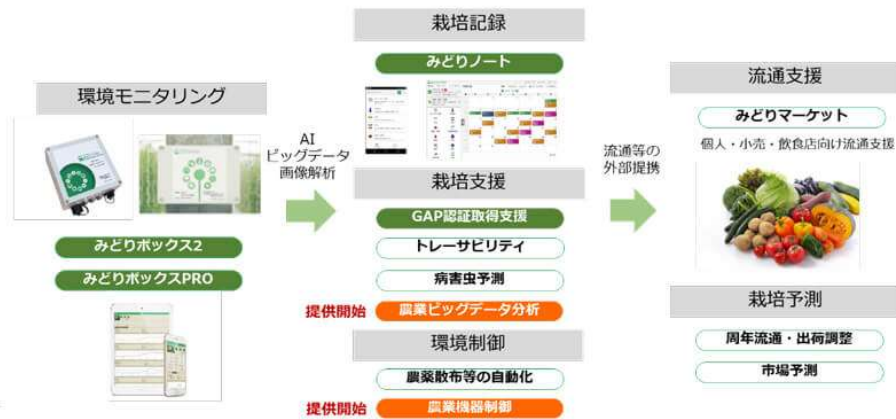 環境モニタリング
みどりボックス2
みどりボックスPRO
AI
ビッグデータ
画像解析
栽培記録
みどりノート
栽培支援
GAP認証取得支援
トレーサビリティ
病害虫予測
提供開始 農業ビッグデータ分析
環境制御
農薬散布等の自動化
提供開始 農業機器制御
流通等の
外部提携
流通支援
みどりマーケット
個人・小売・飲食店向け流通支援
栽培予測
周年流通・出荷調整
市場予測